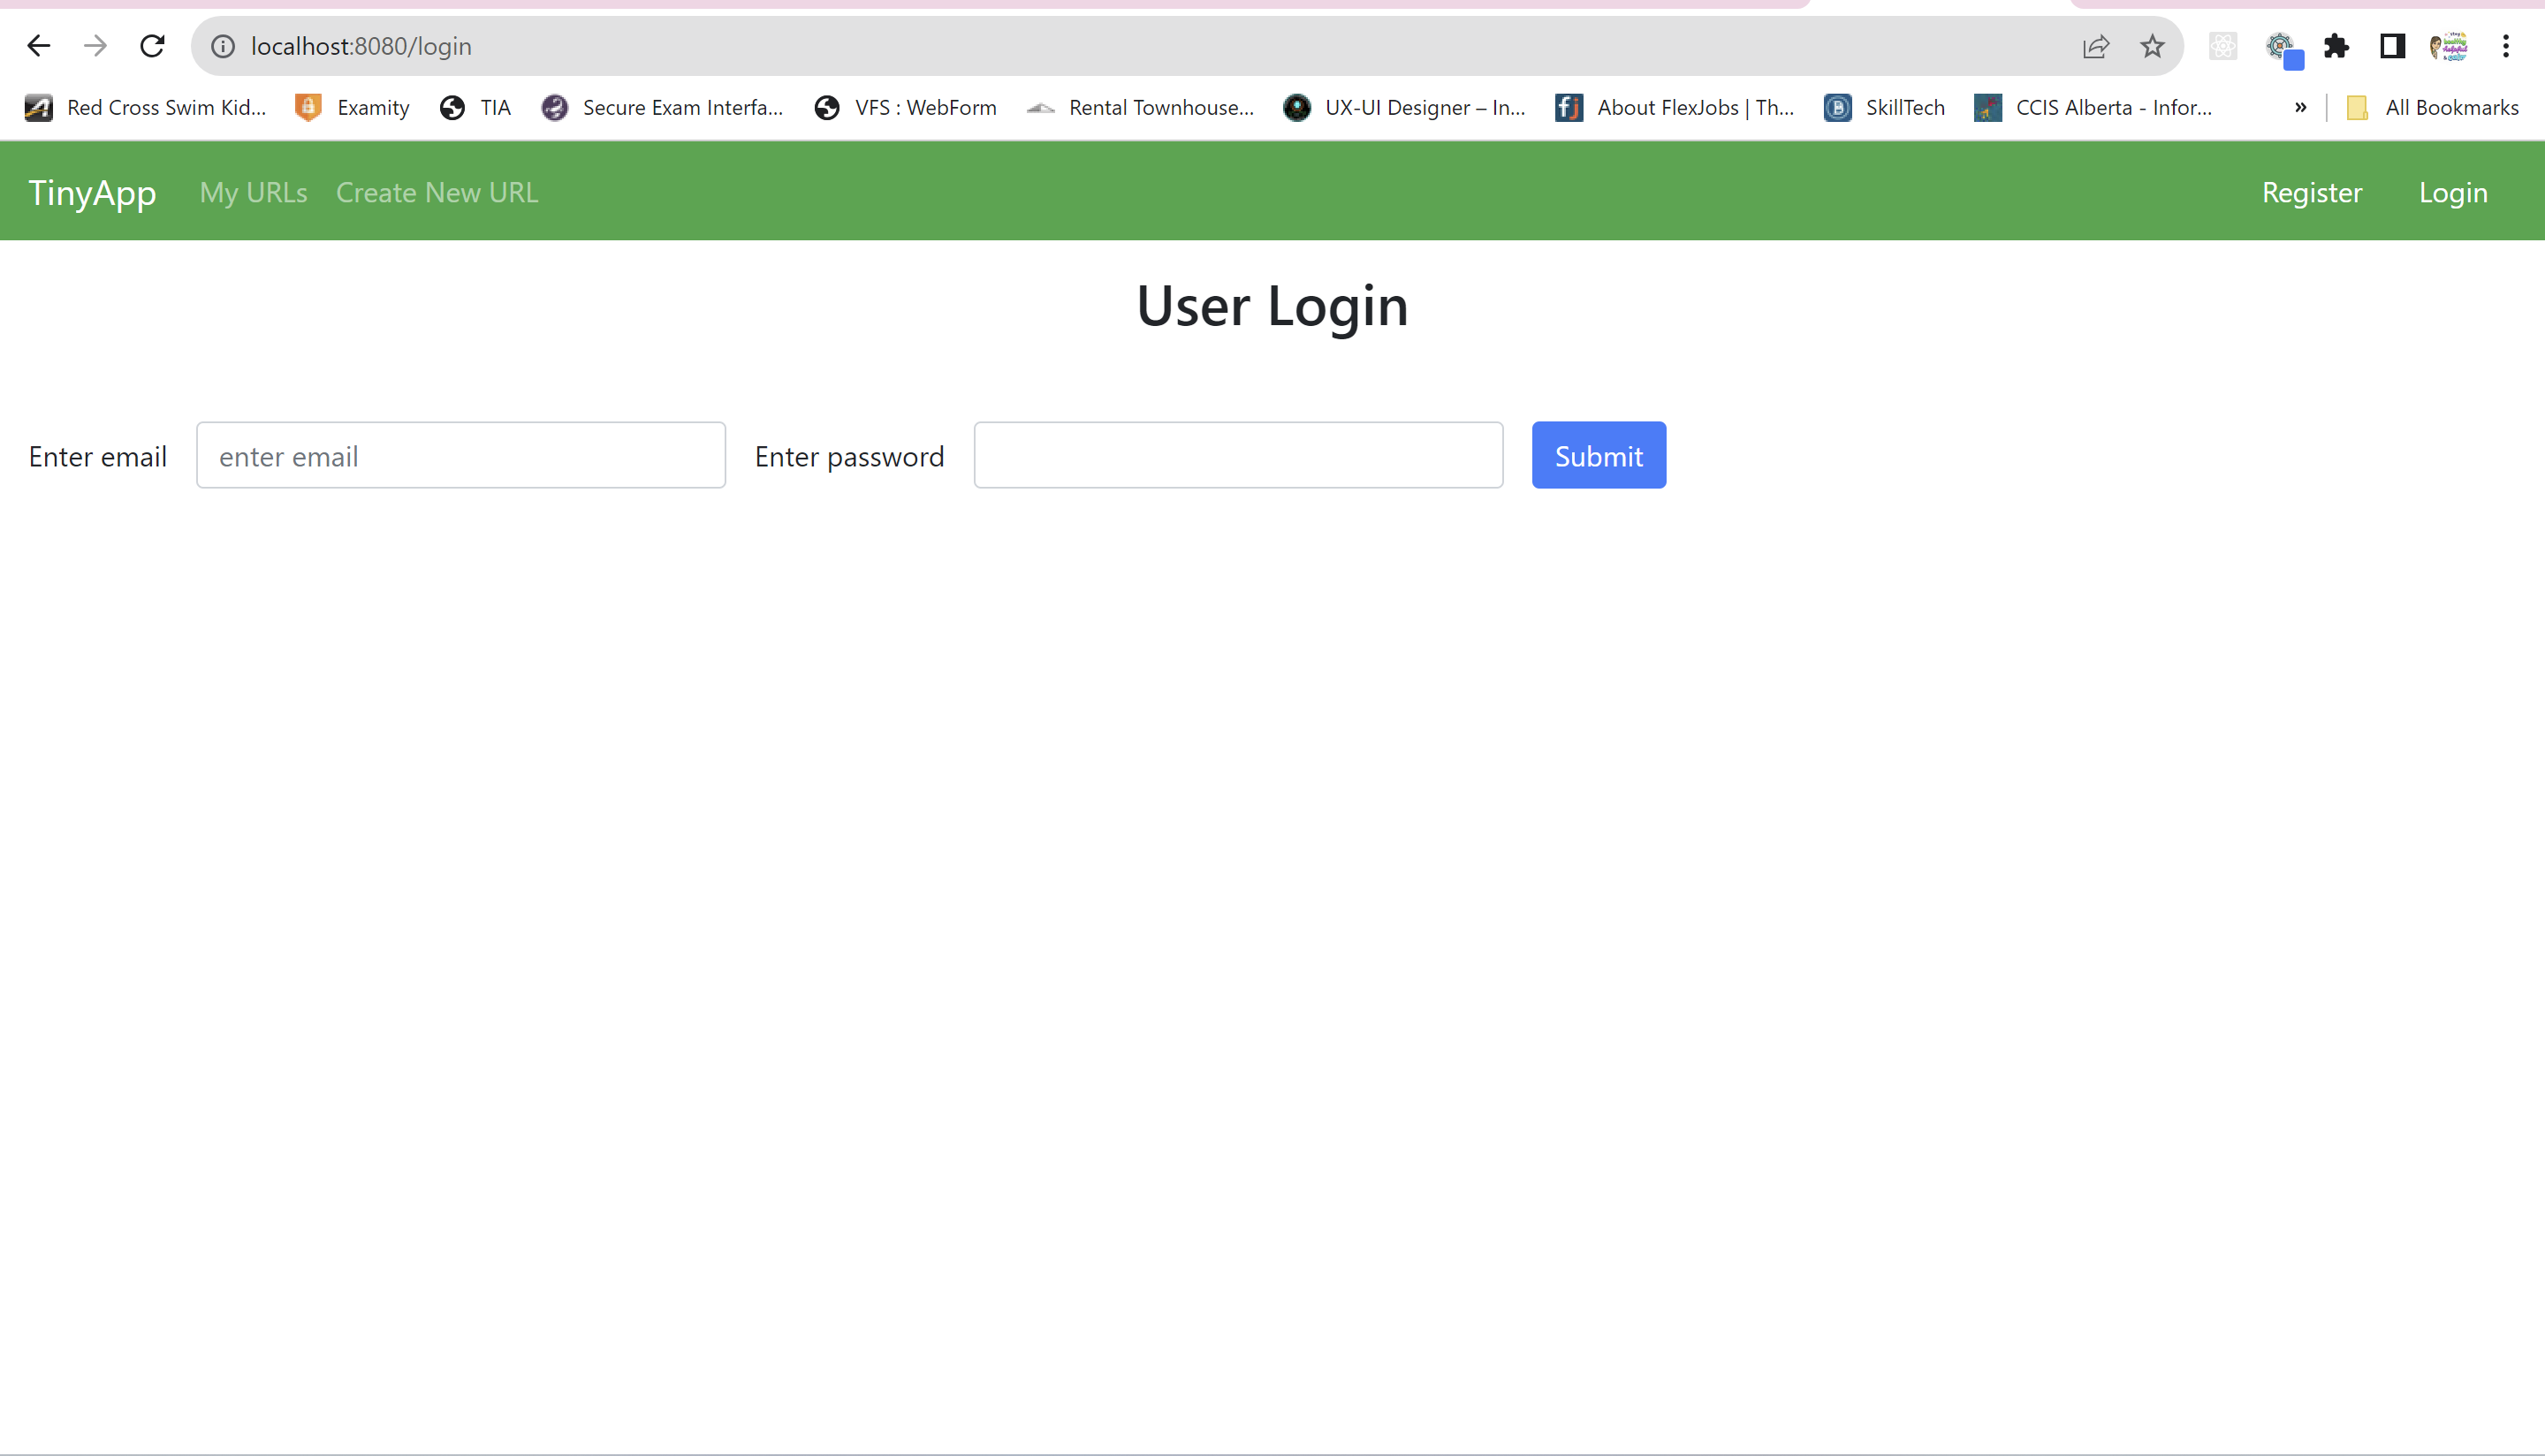 localhost:8080/login
Red Cross Swim Kid... Examity TIA Secure Exam Interfa... VFS : WebForm Rental Townhouse... UX-UI Designer – In... About FlexJobs | Th... SkillTech CCIS Alberta - Infor... » All Bookmarks
TinyApp My URLs Create New URL Register Login
User Login
Enter email enter email Enter password Submit